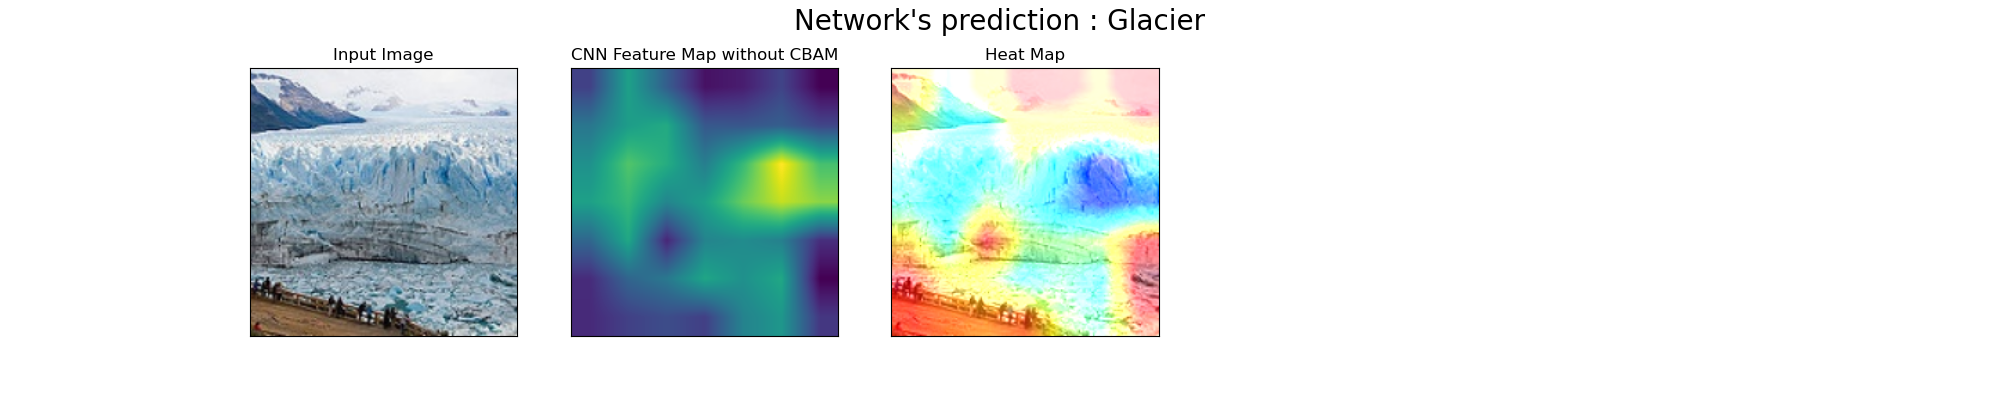 Network's prediction : Glacier
Input Image
CNN Feature Map without CBAM
Heat Map